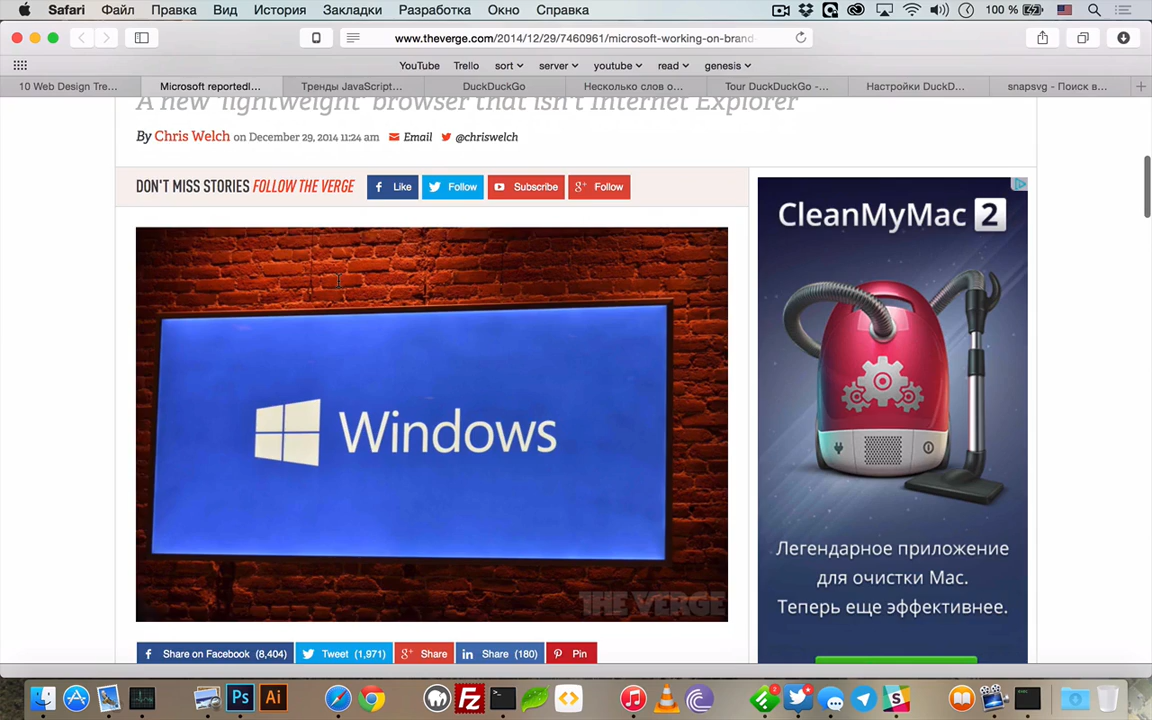 Safari Файл Правка Вид История Закладки Разработка Окно Справка 100 %
www.theverge.com/2014/12/29/7460961/microsoft-working-on-brand-
YouTube Trello sort server youtube read genesis
10 Web Design Tre... Microsoft reportedl... Тренды JavaScript... DuckDuckGo Несколько слов о... Tour DuckDuckGo -... Настройки DuckD... snapsvg - Поиск в...
A new 'lightweight' browser that isn't Internet Explorer
By Chris Welch on December 29, 2014 11:24 am Email @chriswelch
DON'T MISS STORIES FOLLOW THE VERGE Like Follow Subscribe Follow
CleanMyMac 2
Windows
THE VERGE
Легендарное приложение
для очистки Mac.
Теперь еще эффективнее.
Share on Facebook (8,404) Tweet (1,971) Share Share (180) Pin
Ps Ai Fz 2